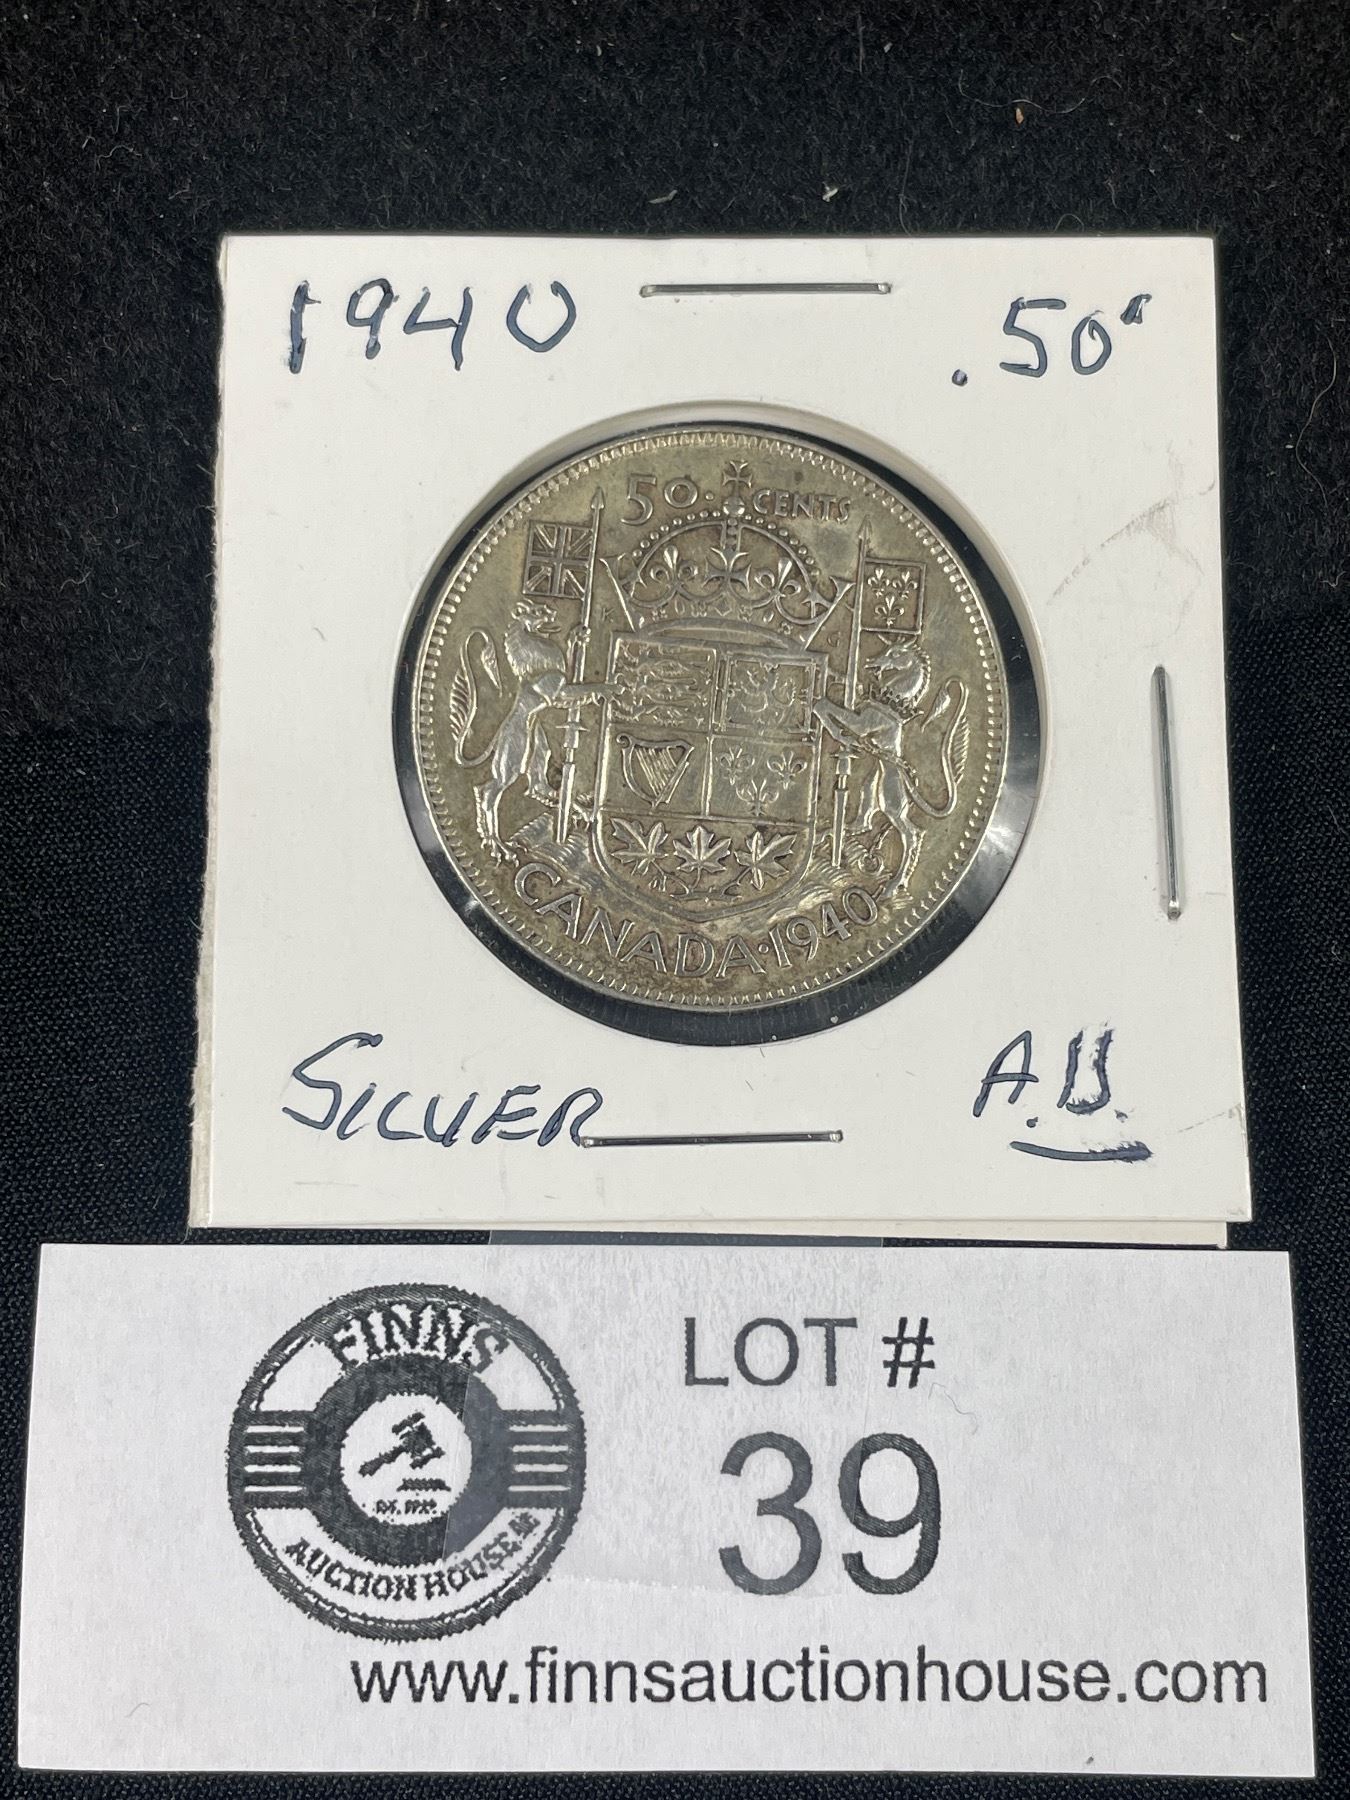 1940 .50¢
50 · CENTS
K G
CANADA · 1940
SILVER A.U.
FINNS
AUCTION HOUSE
LOT #
39
www.finnsauctionhouse.com